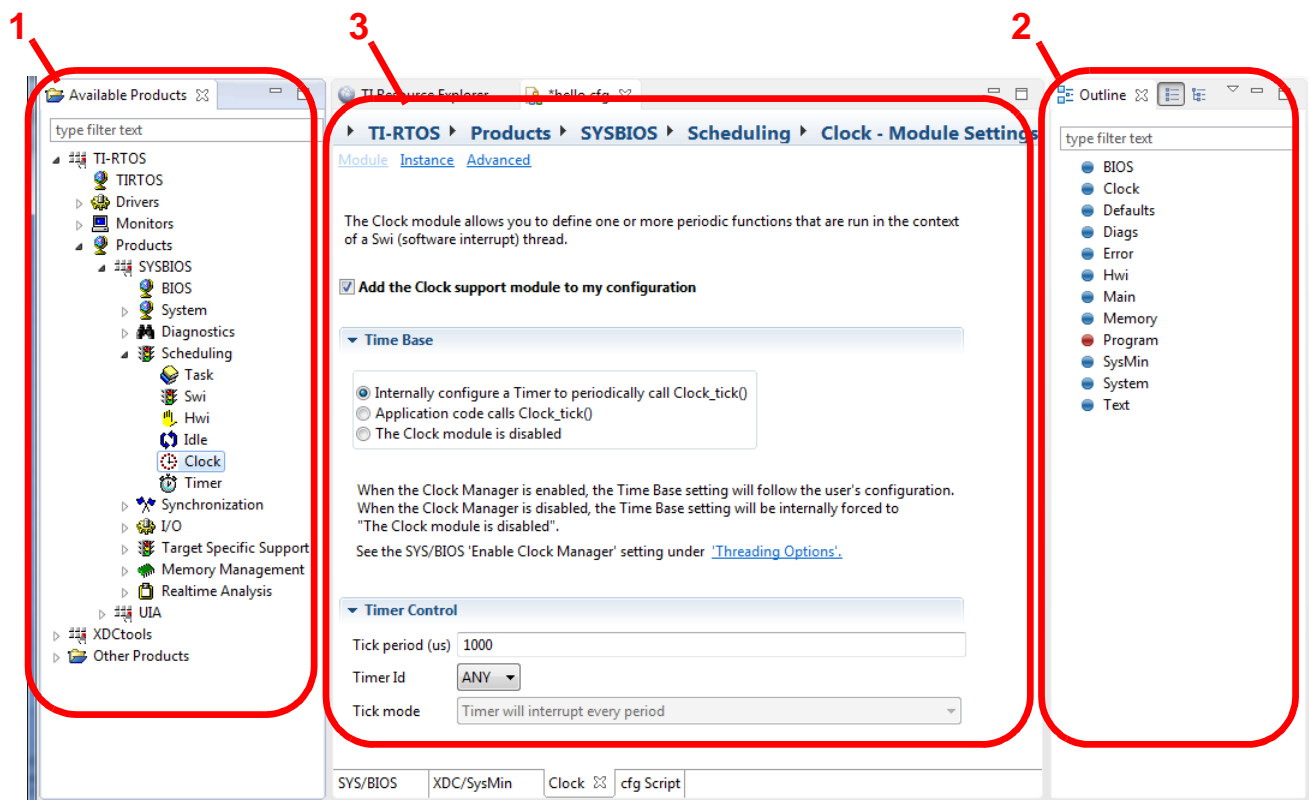 1
3
2
Available Products
type filter text
TI-RTOS
TIRTOS
Drivers
Monitors
Products
SYSBIOS
BIOS
System
Diagnostics
Scheduling
Task
Swi
Hwi
Idle
Clock
Timer
Synchronization
I/O
Target Specific Support
Memory Management
Realtime Analysis
UIA
XDCtools
Other Products
TI Resource Explorer
*hello.cfg
TI-RTOS Products SYSBIOS Scheduling Clock - Module Settings
Module Instance Advanced
The Clock module allows you to define one or more periodic functions that are run in the context
of a Swi (software interrupt) thread.
Add the Clock support module to my configuration
Time Base
Internally configure a Timer to periodically call Clock_tick()
Application code calls Clock_tick()
The Clock module is disabled
When the Clock Manager is enabled, the Time Base setting will follow the user's configuration.
When the Clock Manager is disabled, the Time Base setting will be internally forced to
"The Clock module is disabled".
See the SYS/BIOS 'Enable Clock Manager' setting under 'Threading Options'.
Timer Control
Tick period (us) 1000
Timer Id ANY
Tick mode Timer will interrupt every period
SYS/BIOS XDC/SysMin Clock cfg Script
Outline
type filter text
BIOS
Clock
Defaults
Diags
Error
Hwi
Main
Memory
Program
SysMin
System
Text